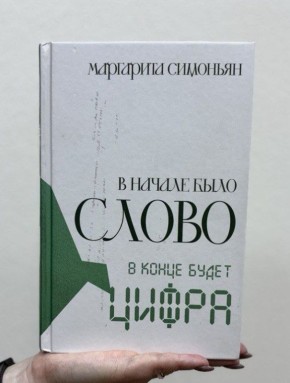 МАРГАРИТА СИМОНЬЯН
В НАЧАЛЕ БЫЛО
СЛОВО
В КОНЦЕ БУДЕТ
ЦИФРА